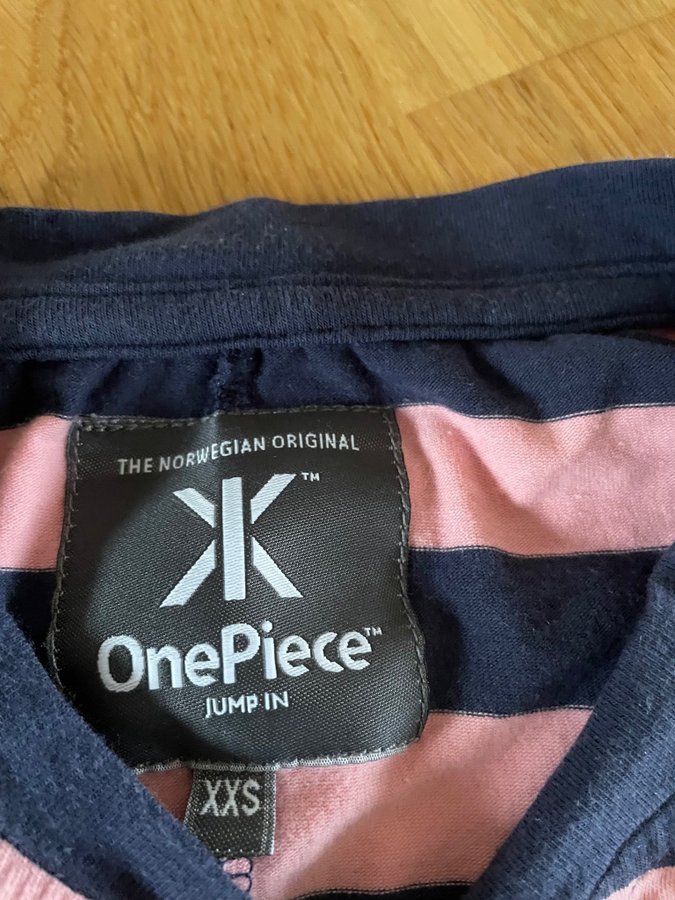 THE NORWEGIAN ORIGINAL
™
OnePiece™
JUMP IN
XXS